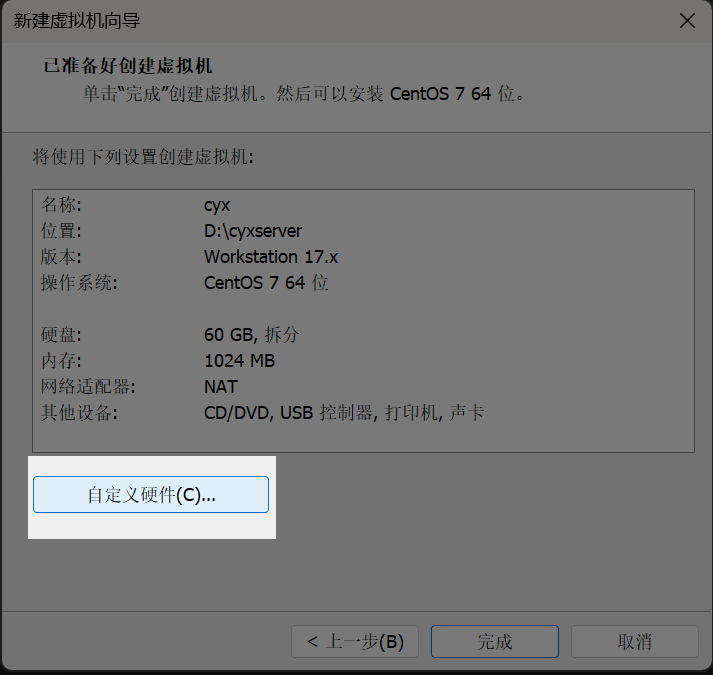 新建虚拟机向导
已准备好创建虚拟机
单击“完成”创建虚拟机。然后可以安装 CentOS 7 64 位。
将使用下列设置创建虚拟机:
名称: cyx
位置: D:\cyxserver
版本: Workstation 17.x
操作系统: CentOS 7 64 位
硬盘: 60 GB, 拆分
内存: 1024 MB
网络适配器: NAT
其他设备: CD/DVD, USB 控制器, 打印机, 声卡
自定义硬件(C)...
< 上一步(B) 完成 取消